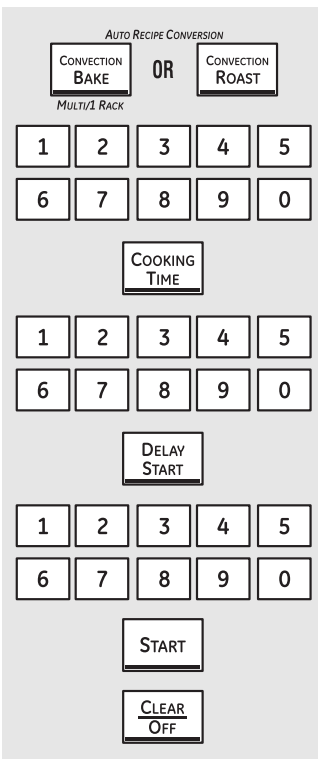 Auto Recipe Conversion
Convection
Bake
OR
Convection
Roast
Multi/1 Rack
1 2 3 4 5
6 7 8 9 0
Cooking
Time
1 2 3 4 5
6 7 8 9 0
Delay
Start
1 2 3 4 5
6 7 8 9 0
Start
Clear
Off